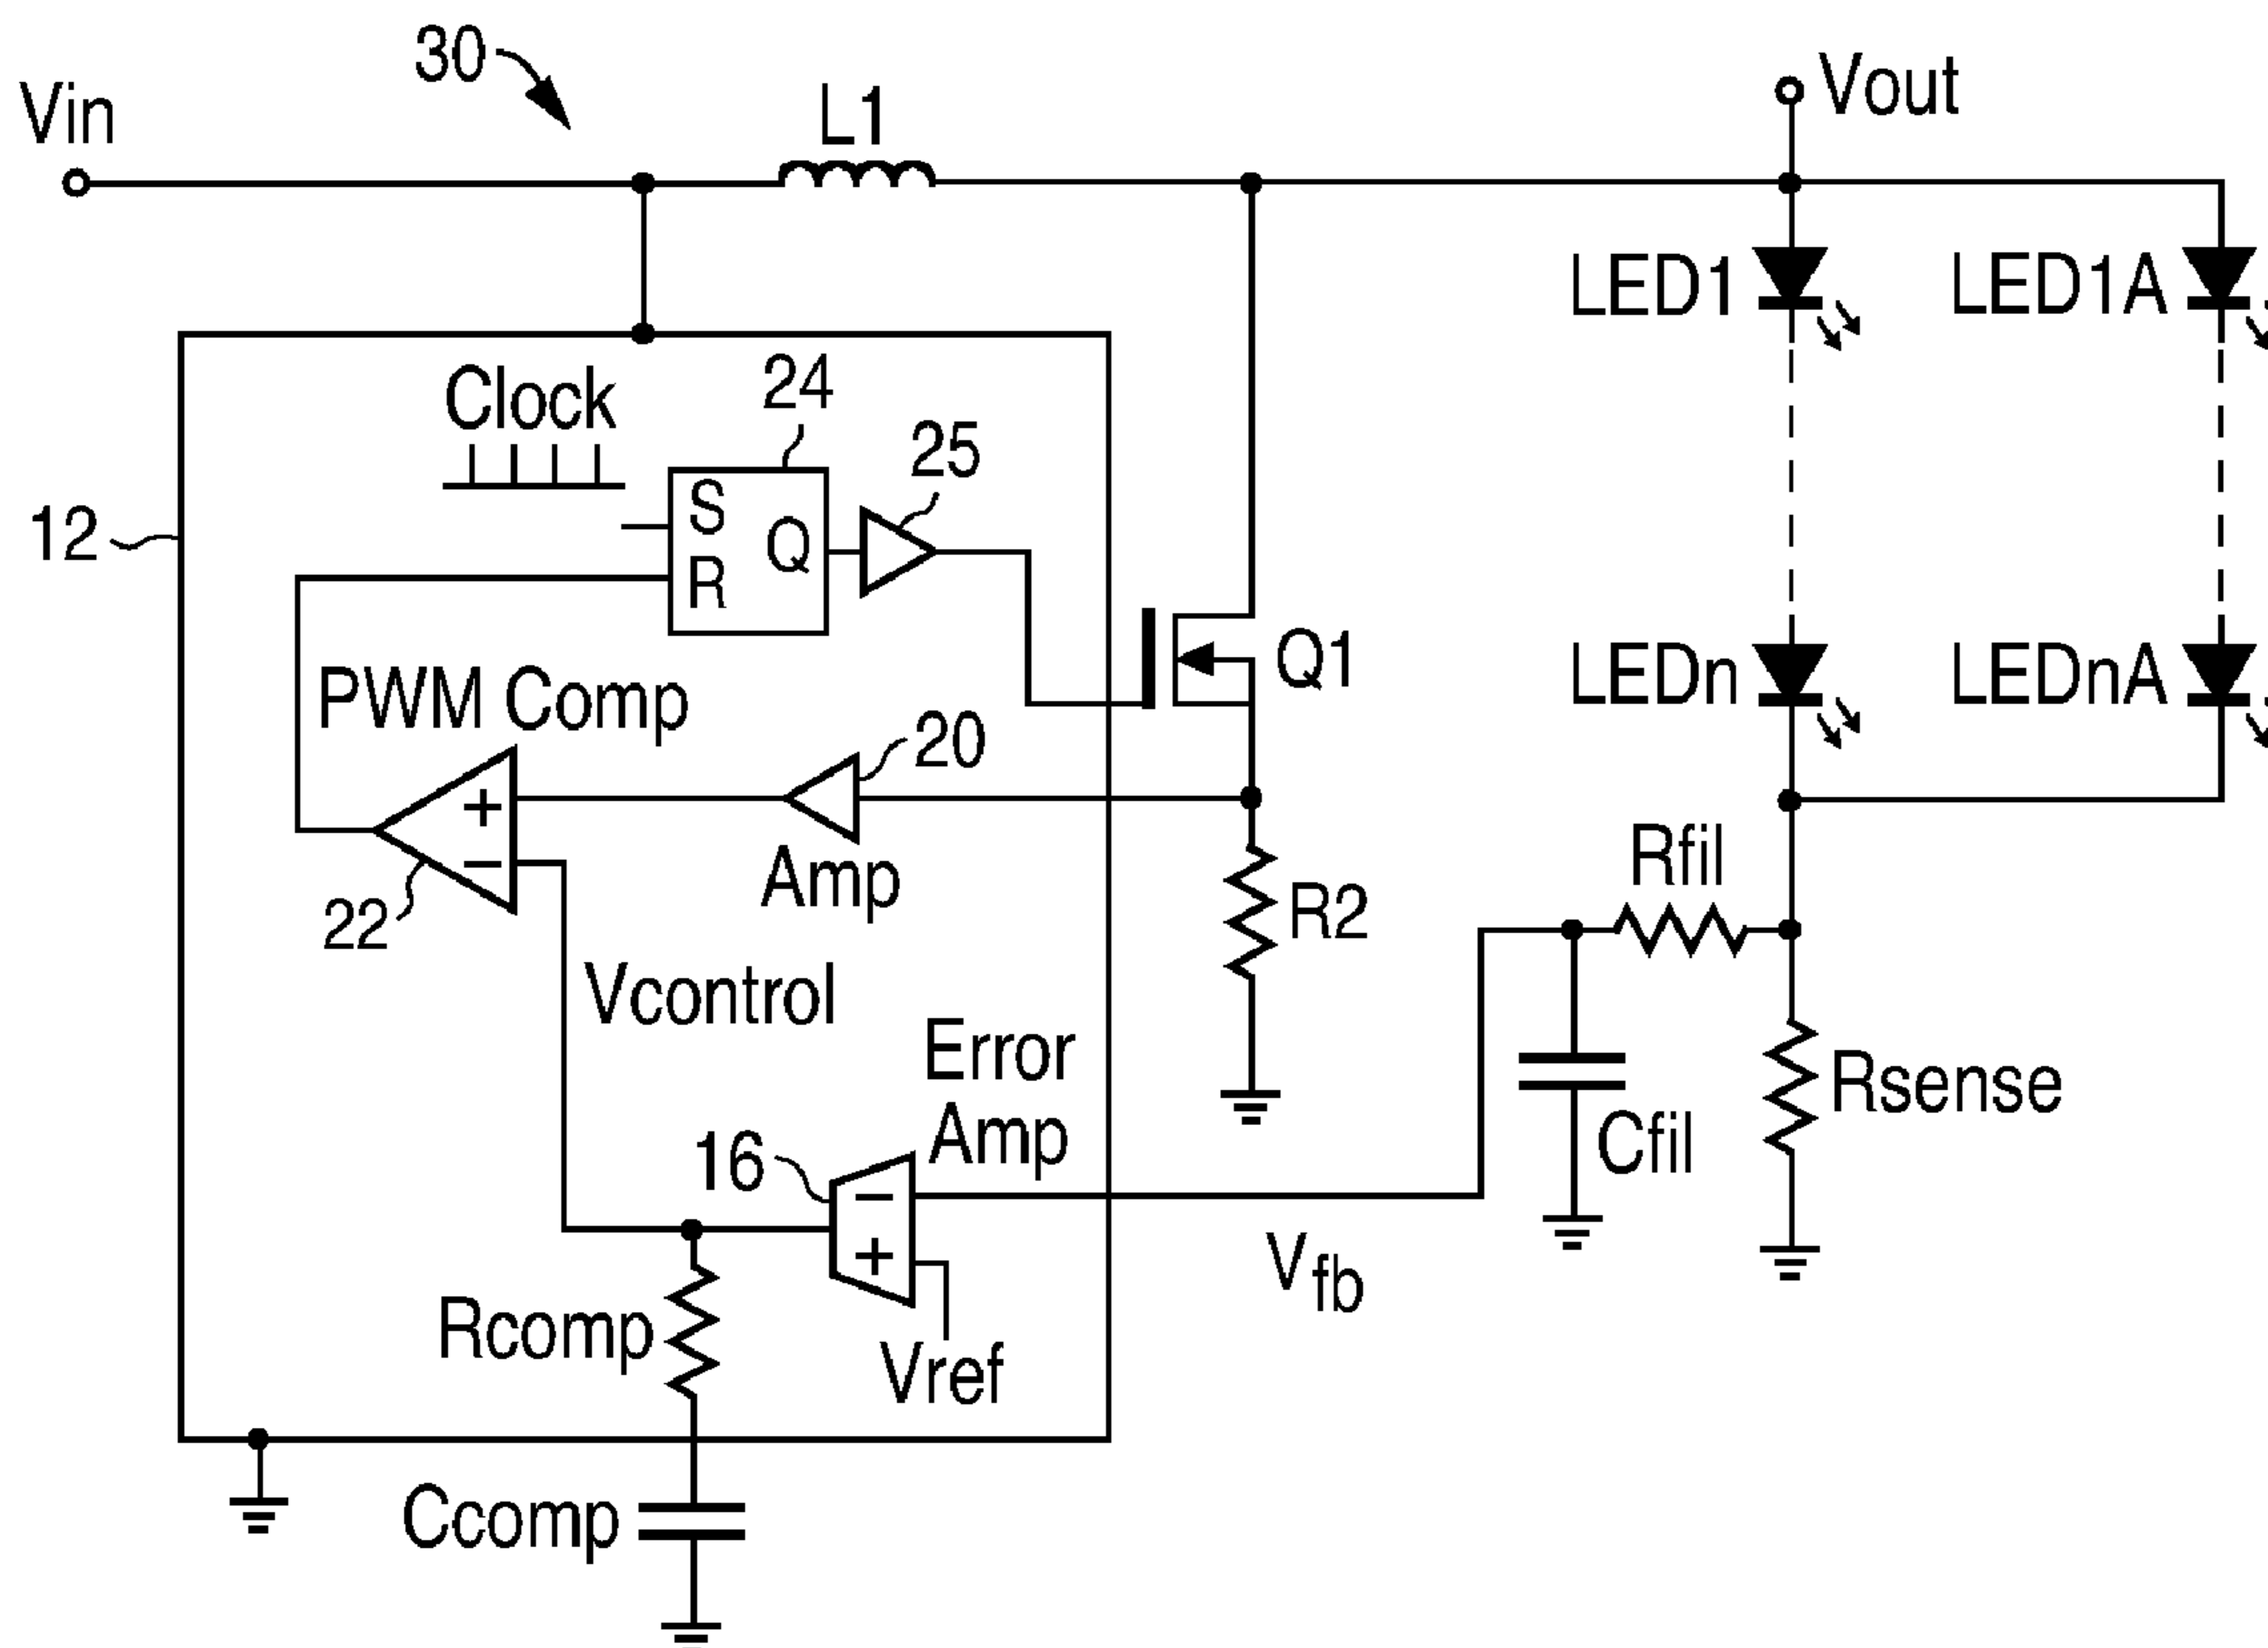 30
Vin
L1
Vout
LED1
LED1A
Clock
24
25
12
S
R
Q
Q1
LEDn
LEDnA
PWM Comp
20
+
−
22
Amp
R2
Rfil
Vcontrol
Error
Amp
Rsense
Cfil
16
−
+
Vfb
Rcomp
Vref
Ccomp